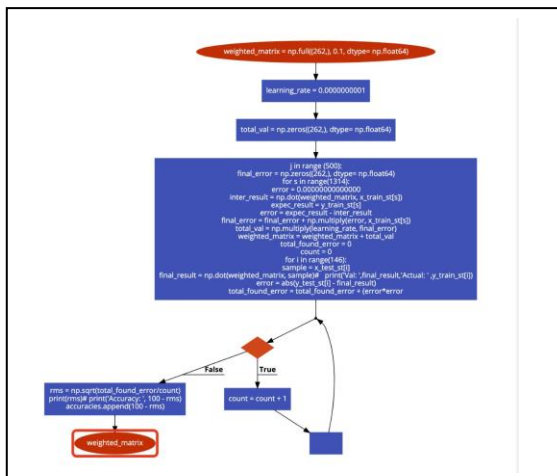 weighted_matrix = np.full((262,), 0.1, dtype= np.float64)
learning_rate = 0.0000000001
total_val = np.zeros((262,), dtype= np.float64)
j in range (500):
final_error = np.zeros((262,), dtype= np.float64)
for s in range(1314):
error = 0.00000000000000
inter_result = np.dot(weighted_matrix, x_train_st[s])
expec_result = y_train_st[s]
error = expec_result - inter_result
final_error = final_error + np.multiply(error, x_train_st[s])
total_val = np.multiply(learning_rate, final_error)
weighted_matrix = weighted_matrix + total_val
total_found_error = 0
count = 0
for i in range(146):
sample = x_test_st[i]
final_result = np.dot(weighted_matrix, sample)# print('Val: ',final_result,'Actual: ' ,y_train_st[i])
error = abs(y_test_st[i] - final_result)
total_found_error = total_found_error + (error*error
False
True
rms = np.sqrt(total_found_error/count)
print(rms)# print('Accuracy: ', 100 - rms)
accuracies.append(100 - rms)
count = count + 1
weighted_matrix